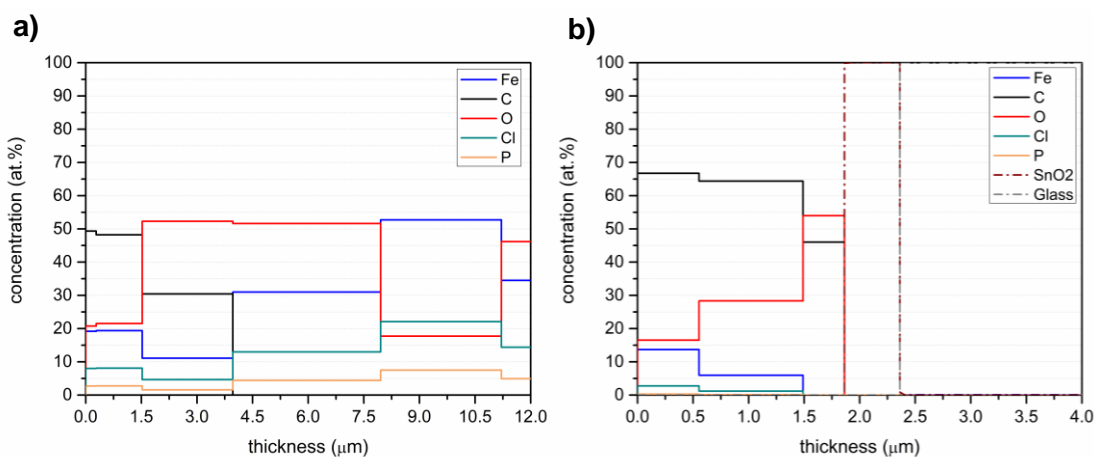 a)
100
90
80
70
60
50
40
30
20
10
0
concentration (at.%)
0.0 1.5 3.0 4.5 6.0 7.5 9.0 10.5 12.0
thickness (μm)
Fe
C
O
Cl
P
b)
100
90
80
70
60
50
40
30
20
10
0
concentration (at.%)
0.0 0.5 1.0 1.5 2.0 2.5 3.0 3.5 4.0
thickness (μm)
Fe
C
O
Cl
P
SnO2
Glass